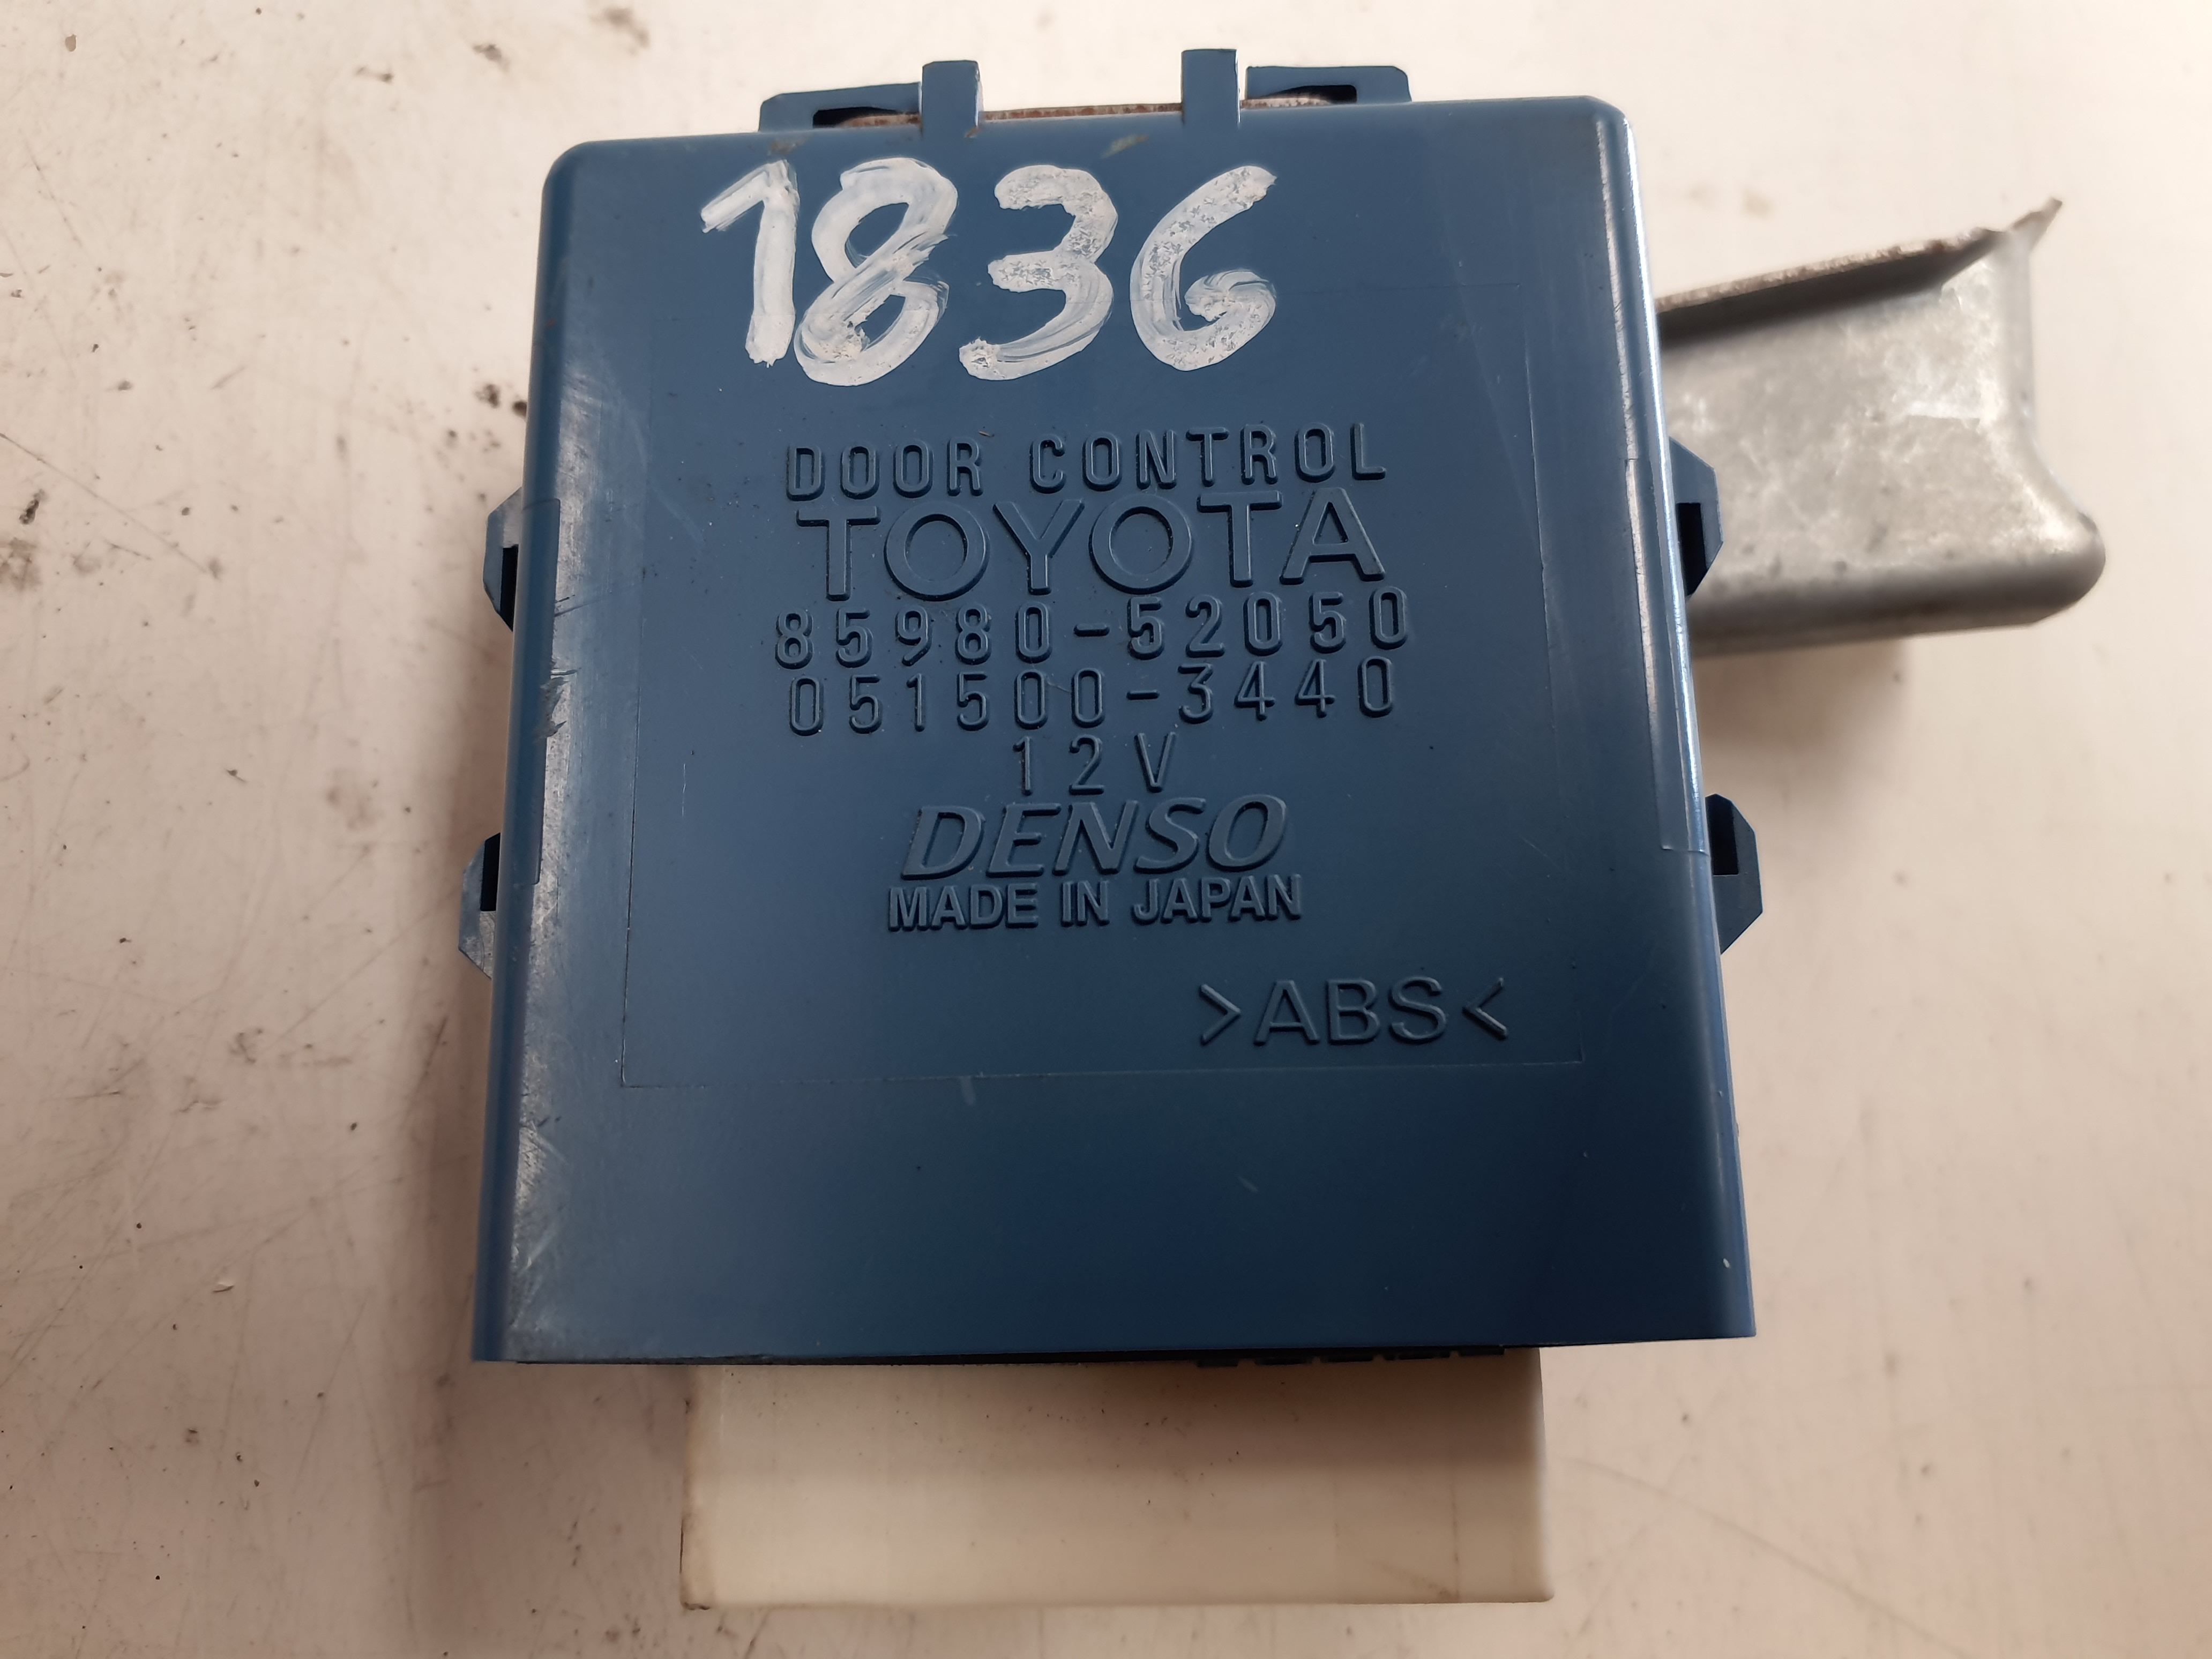 1836
DOOR CONTROL
TOYOTA
85980-52050
051500-3440
12V
DENSO
MADE IN JAPAN
>ABS<